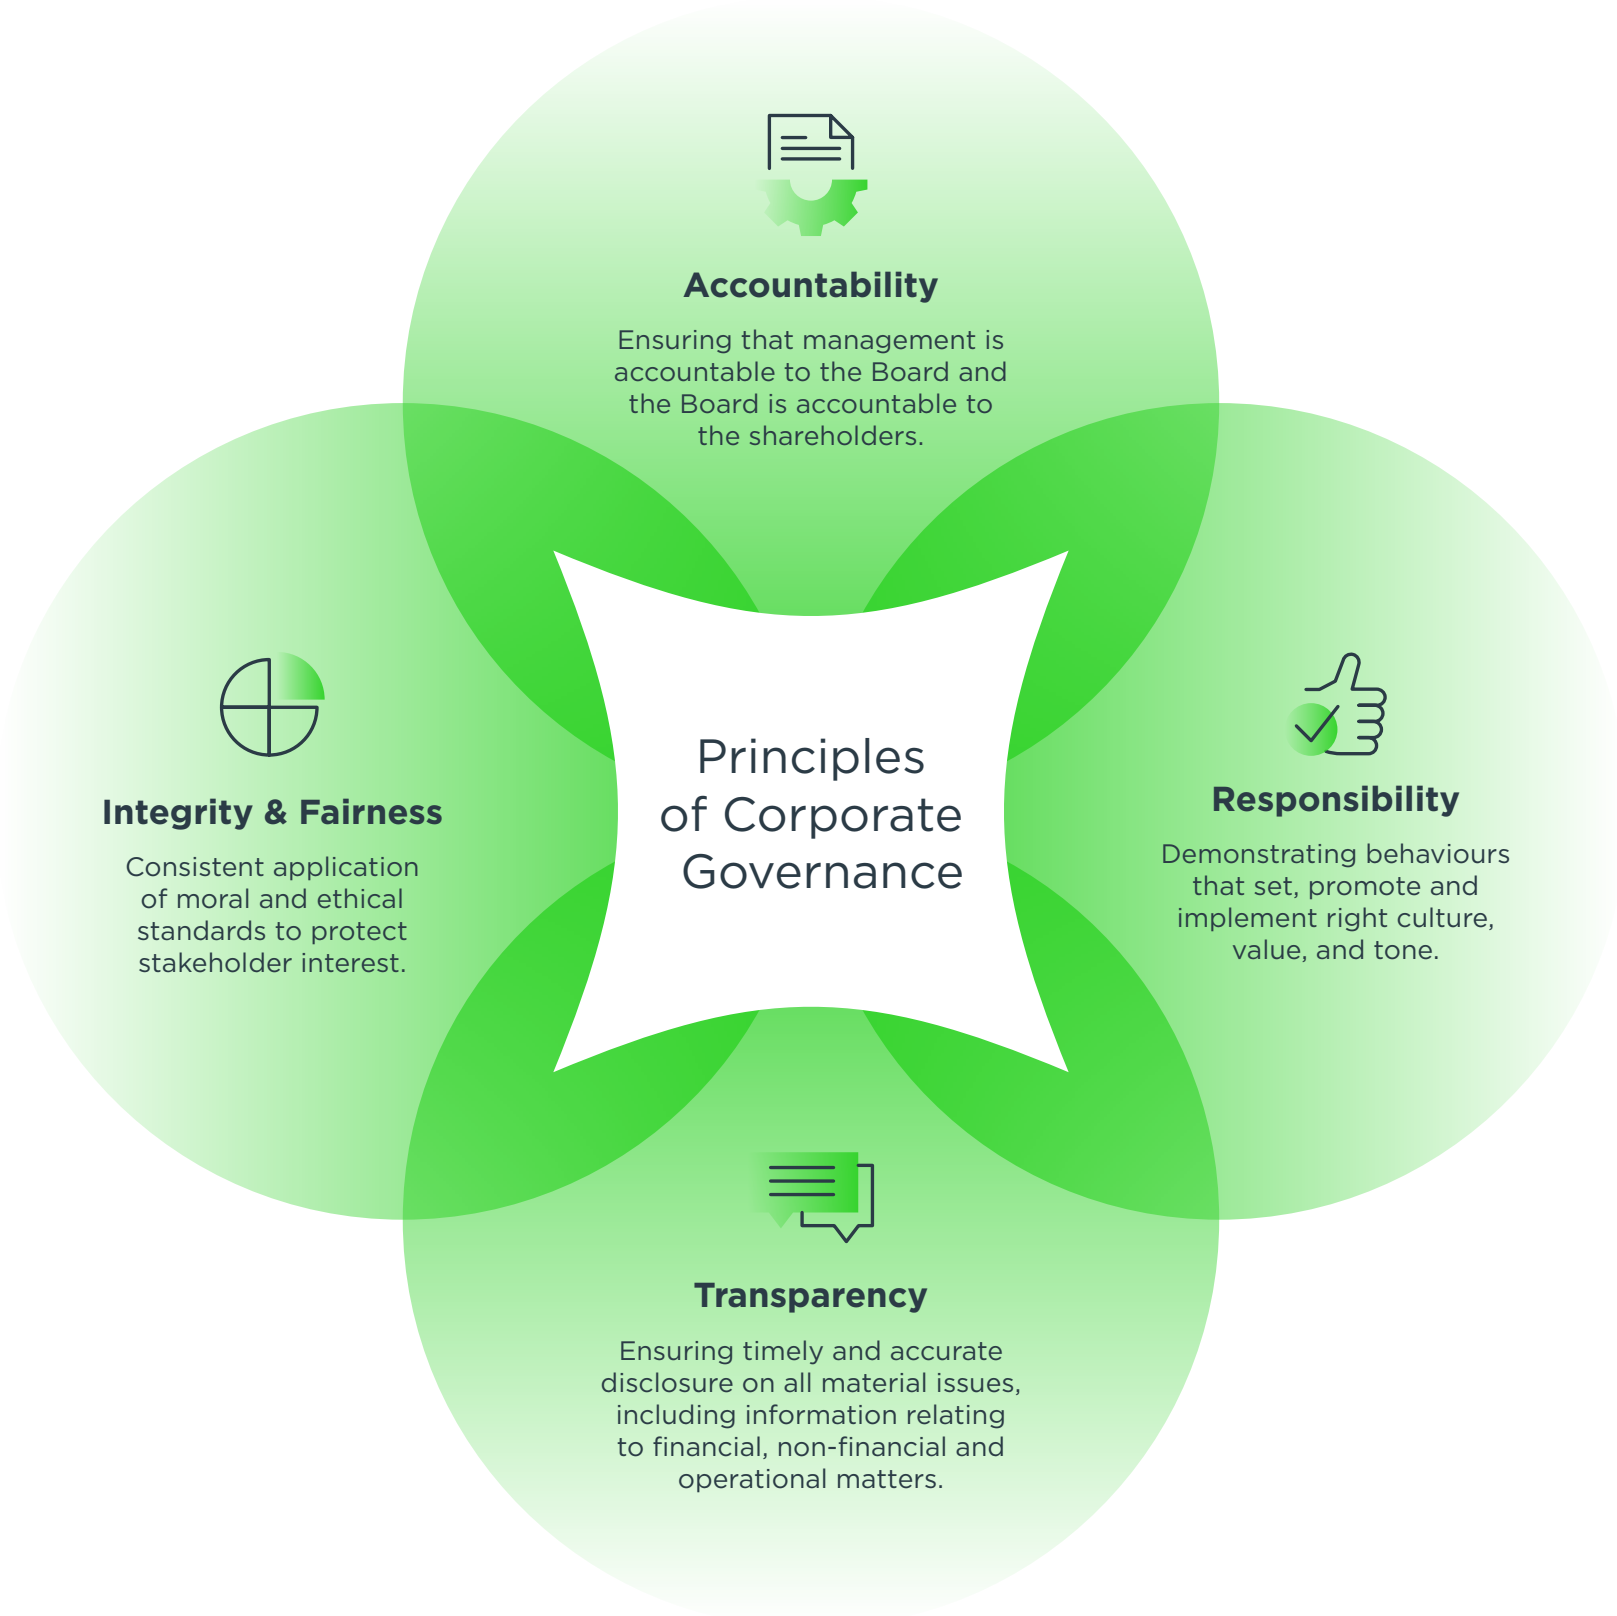 Accountability
Ensuring that management is
accountable to the Board and
the Board is accountable to
the shareholders.
Integrity & Fairness
Consistent application
of moral and ethical
standards to protect
stakeholder interest.
Principles
of Corporate
Governance
Responsibility
Demonstrating behaviours
that set, promote and
implement right culture,
value, and tone.
Transparency
Ensuring timely and accurate
disclosure on all material issues,
including information relating
to financial, non-financial and
operational matters.